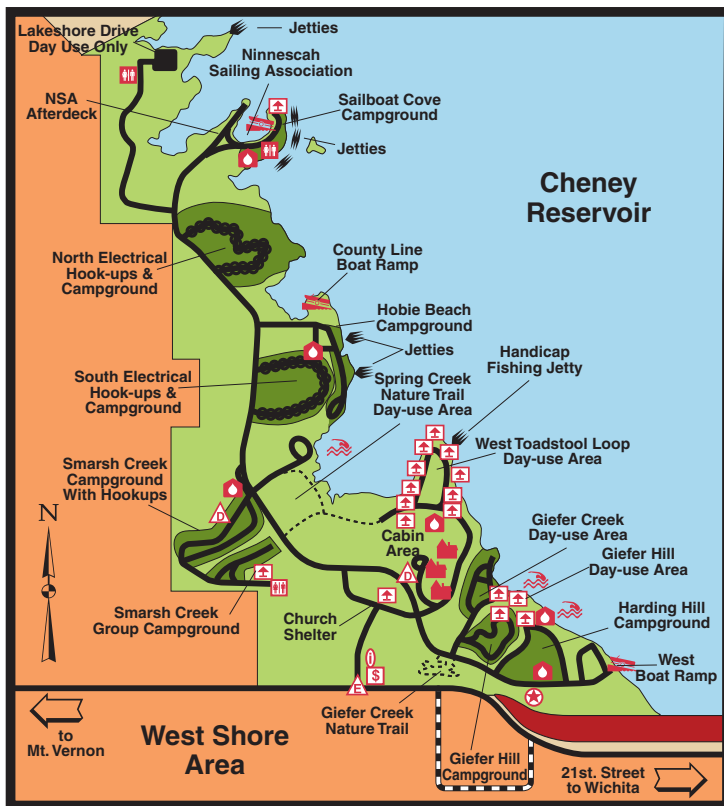 Lakeshore Drive
Day Use Only
Jetties
Ninnescah
Sailing Association
NSA
Afterdeck
Sailboat Cove
Campground
Jetties
Cheney
Reservoir
North Electrical
Hook-ups &
Campground
County Line
Boat Ramp
Hobie Beach
Campground
Jetties
Handicap
Fishing Jetty
South Electrical
Hook-ups &
Campground
Spring Creek
Nature Trail
Day-use Area
West Toadstool Loop
Day-use Area
Smarsh Creek
Campground
With Hookups
D
N
Cabin
Area
D
Giefer Creek
Day-use Area
Giefer Hill
Day-use Area
Harding Hill
Campground
Smarsh Creek
Group Campground
Church
Shelter
West
Boat Ramp
i
$
E
Giefer Creek
Nature Trail
Giefer Hill
Campground
to
Mt. Vernon
West Shore
Area
21st. Street
to Wichita